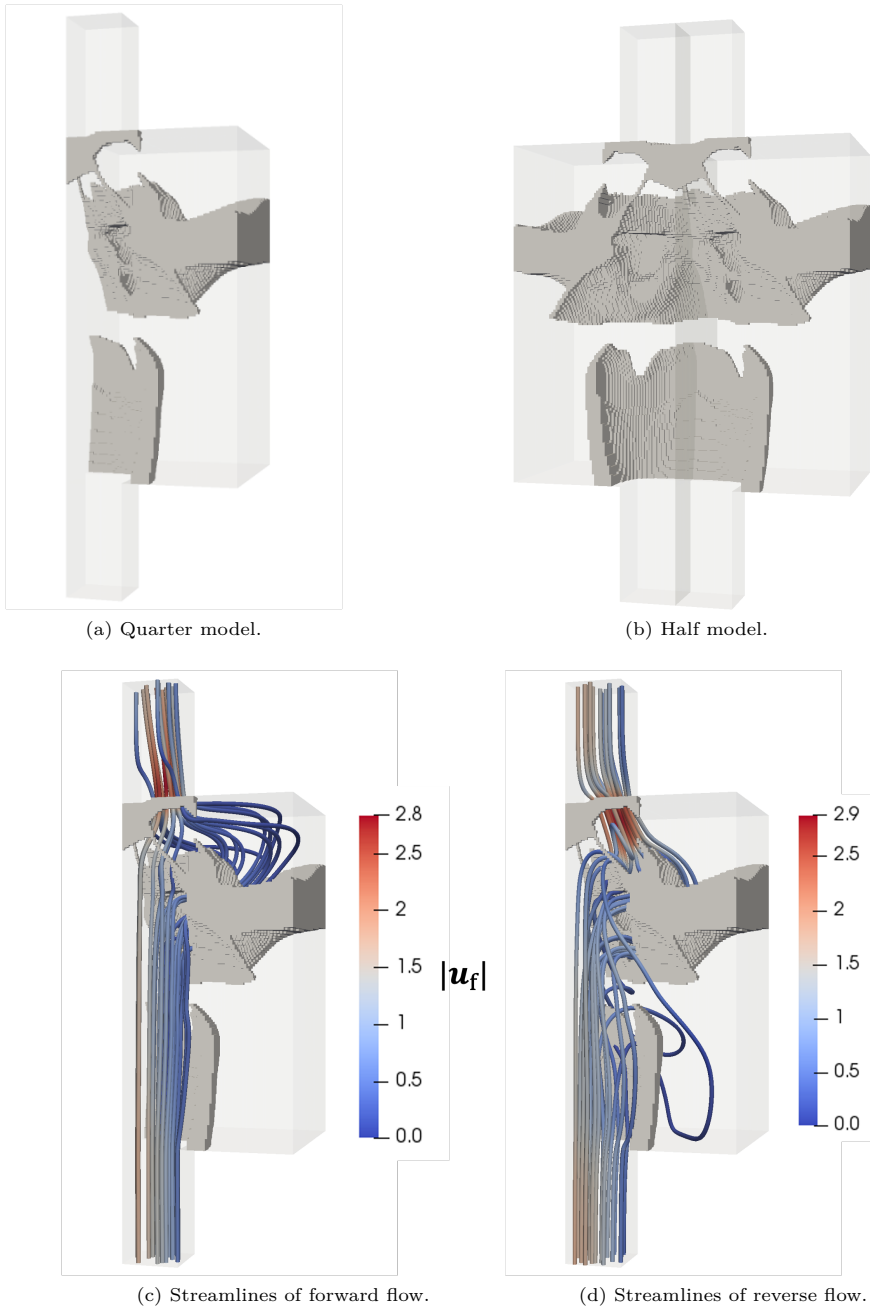 (a) Quarter model.
(b) Half model.
2.8
2.5
2
1.5
1
0.5
0.0
|u_f|
2.9
2.5
2
1.5
1
0.5
0.0
(c) Streamlines of forward flow.
(d) Streamlines of reverse flow.